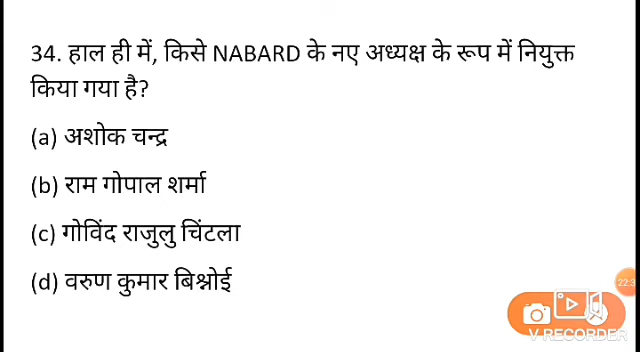 34. हाल ही में, किसे NABARD के नए अध्यक्ष के रूप में नियुक्त
किया गया है?
(a) अशोक चन्द्र
(b) राम गोपाल शर्मा
(c) गोविंद राजुलु चिंटला
(d) वरुण कुमार बिश्नोई
V RECORDER